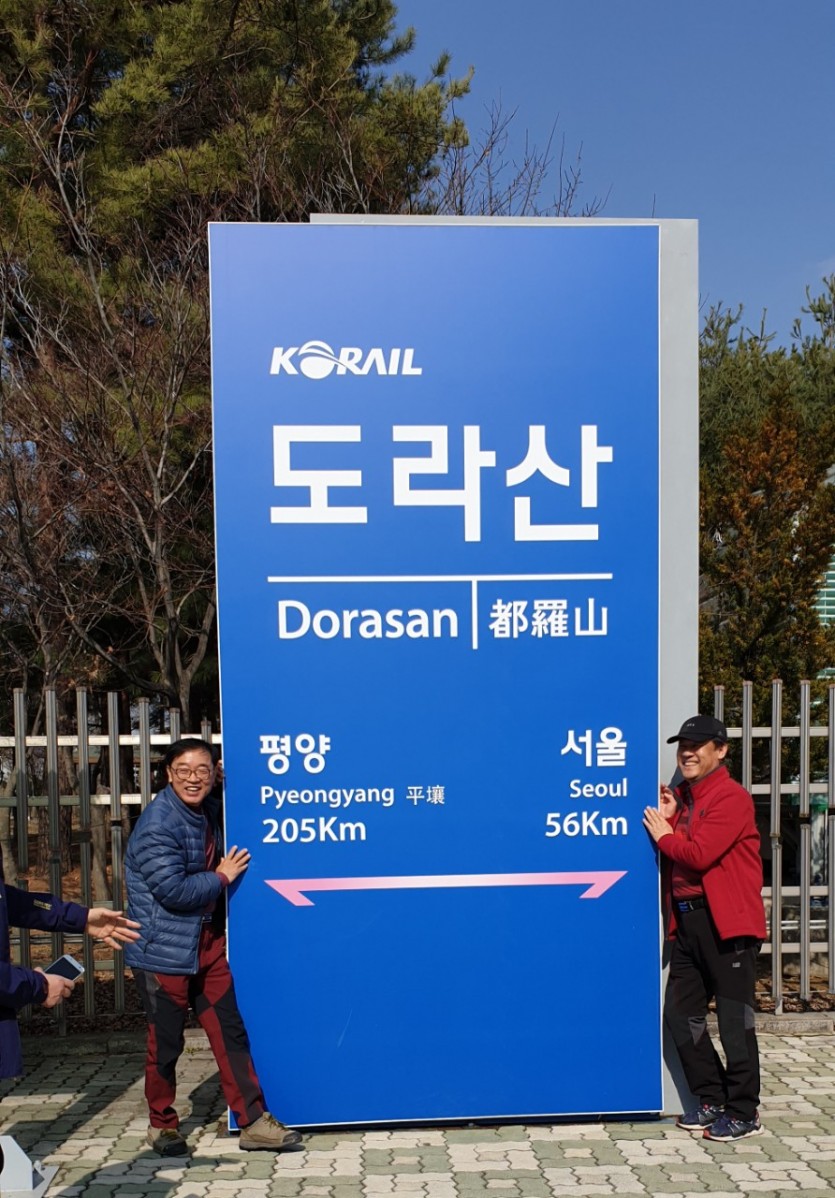 KORAIL
도라산
Dorasan 都羅山
평양 서울
Pyeongyang 平壤 Seoul
205Km 56Km